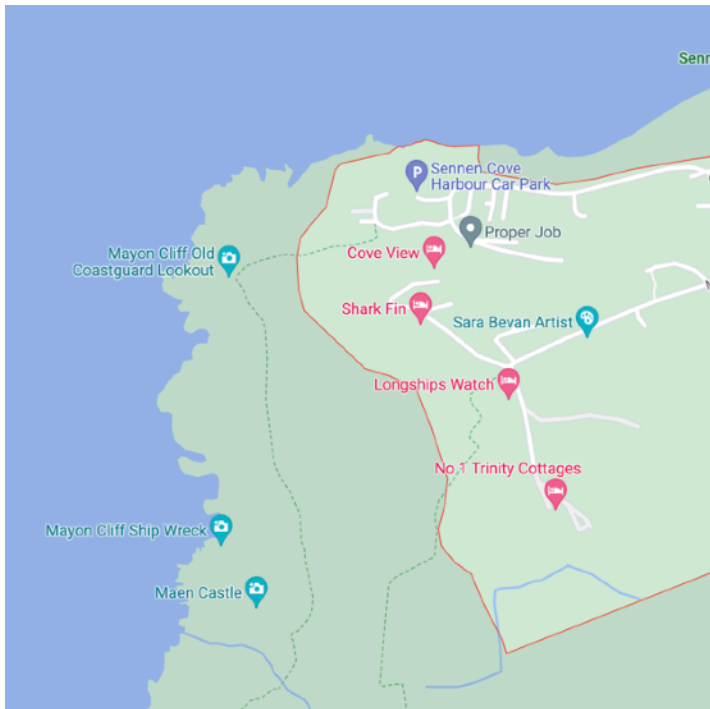 Senn
P
Sennen Cove
Harbour Car Park
Proper Job
Mayon Cliff Old
Coastguard Lookout
Cove View
Shark Fin
Sara Bevan Artist
Longships Watch
No.1 Trinity Cottages
Mayon Cliff Ship Wreck
Maen Castle